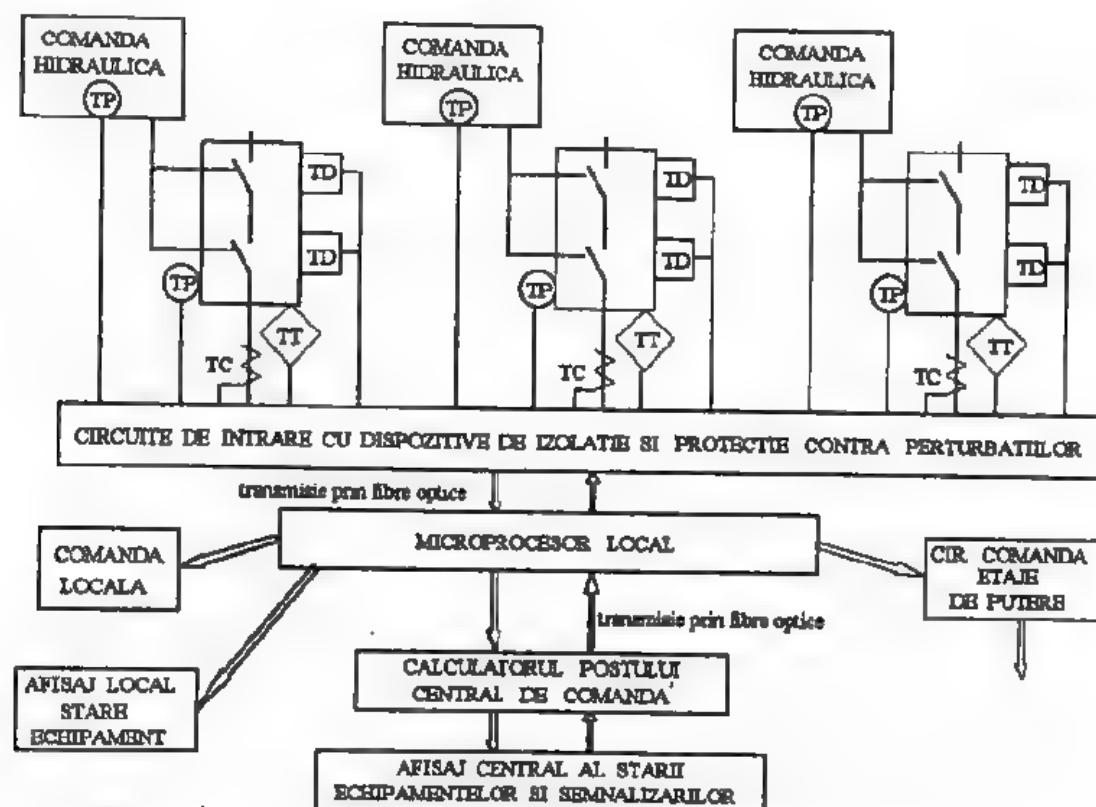 COMANDA
HIDRAULICA
TP
COMANDA
HIDRAULICA
TP
COMANDA
HIDRAULICA
TP
TD
TD
TP
TT
TC
TD
TD
TP
TT
TC
TD
TD
TP
TT
TC
CIRCUITE DE INTRARE CU DISPOZITIVE DE IZOLATIE SI PROTECTIE CONTRA PERTURBATIILOR
transmisie prin fibre optice
MICROPROCESOR LOCAL
COMANDA
LOCALA
CIR. COMANDA
ETAJE
DE PUTERE
transmisie prin fibre optice
CALCULATORUL POSTULUI
CENTRAL DE COMANDA
AFISAJ LOCAL
STARE
ECHIPAMENT
AFISAJ CENTRAL AL STARII
ECHIPAMENTELOR SI SEMNALIZARILOR